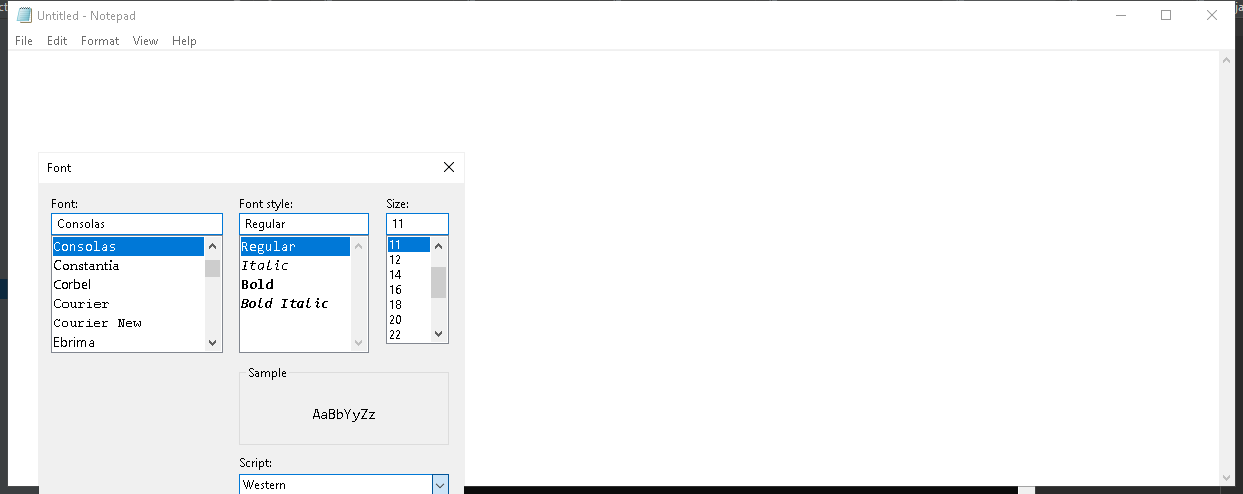 Untitled - Notepad
File Edit Format View Help
Font
Font: Font style: Size:
Consolas Regular 11
Consolas Regular 11
Constantia Italic 12
Corbel Bold 14
Courier Bold Italic 16
Courier New 18
Ebrima 20
22
Sample
AaBbYyZz
Script:
Western